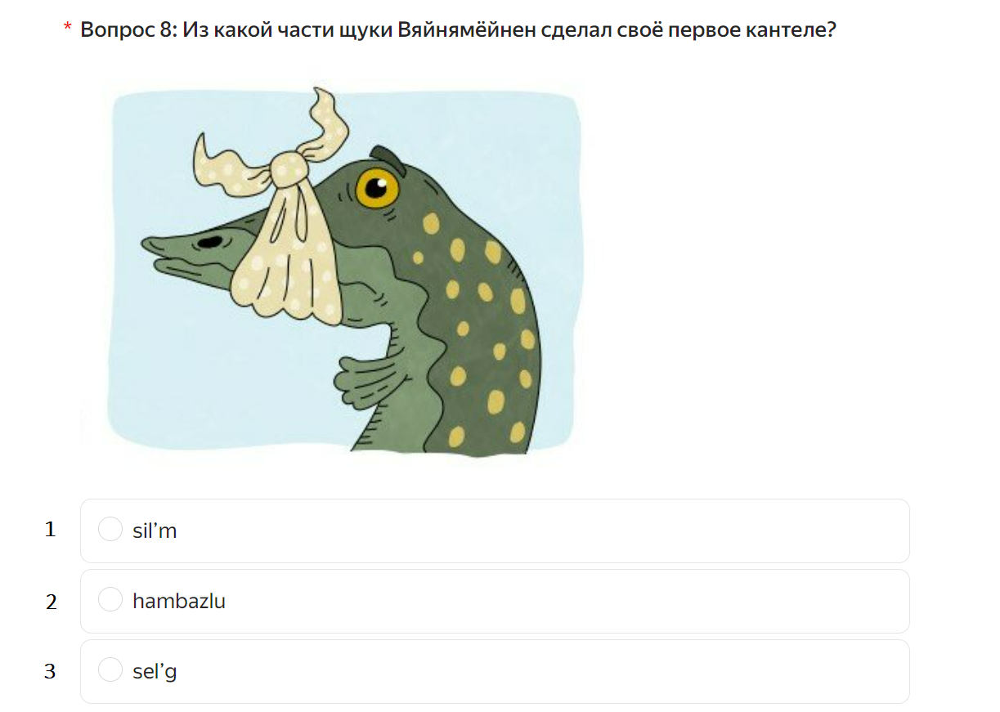 * Вопрос 8: Из какой части щуки Вяйнямёйнен сделал своё первое кантеле?
1 sil’m
2 hambazlu
3 sel’g